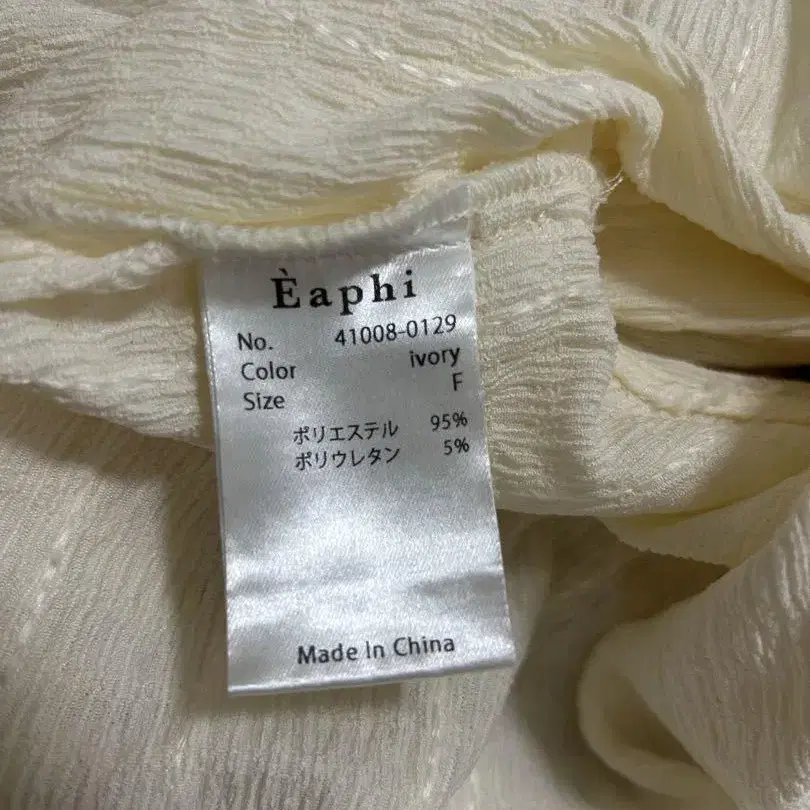 Èaphi
No. 41008-0129
Color ivory
Size F
ポリエステル 95%
ポリウレタン 5%
Made In China